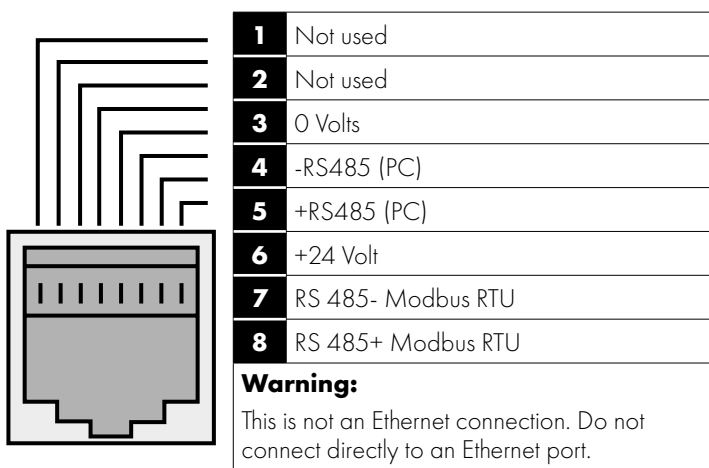 1 Not used
2 Not used
3 0 Volts
4 -RS485 (PC)
5 +RS485 (PC)
6 +24 Volt
7 RS 485- Modbus RTU
8 RS 485+ Modbus RTU
Warning:
This is not an Ethernet connection. Do not
connect directly to an Ethernet port.